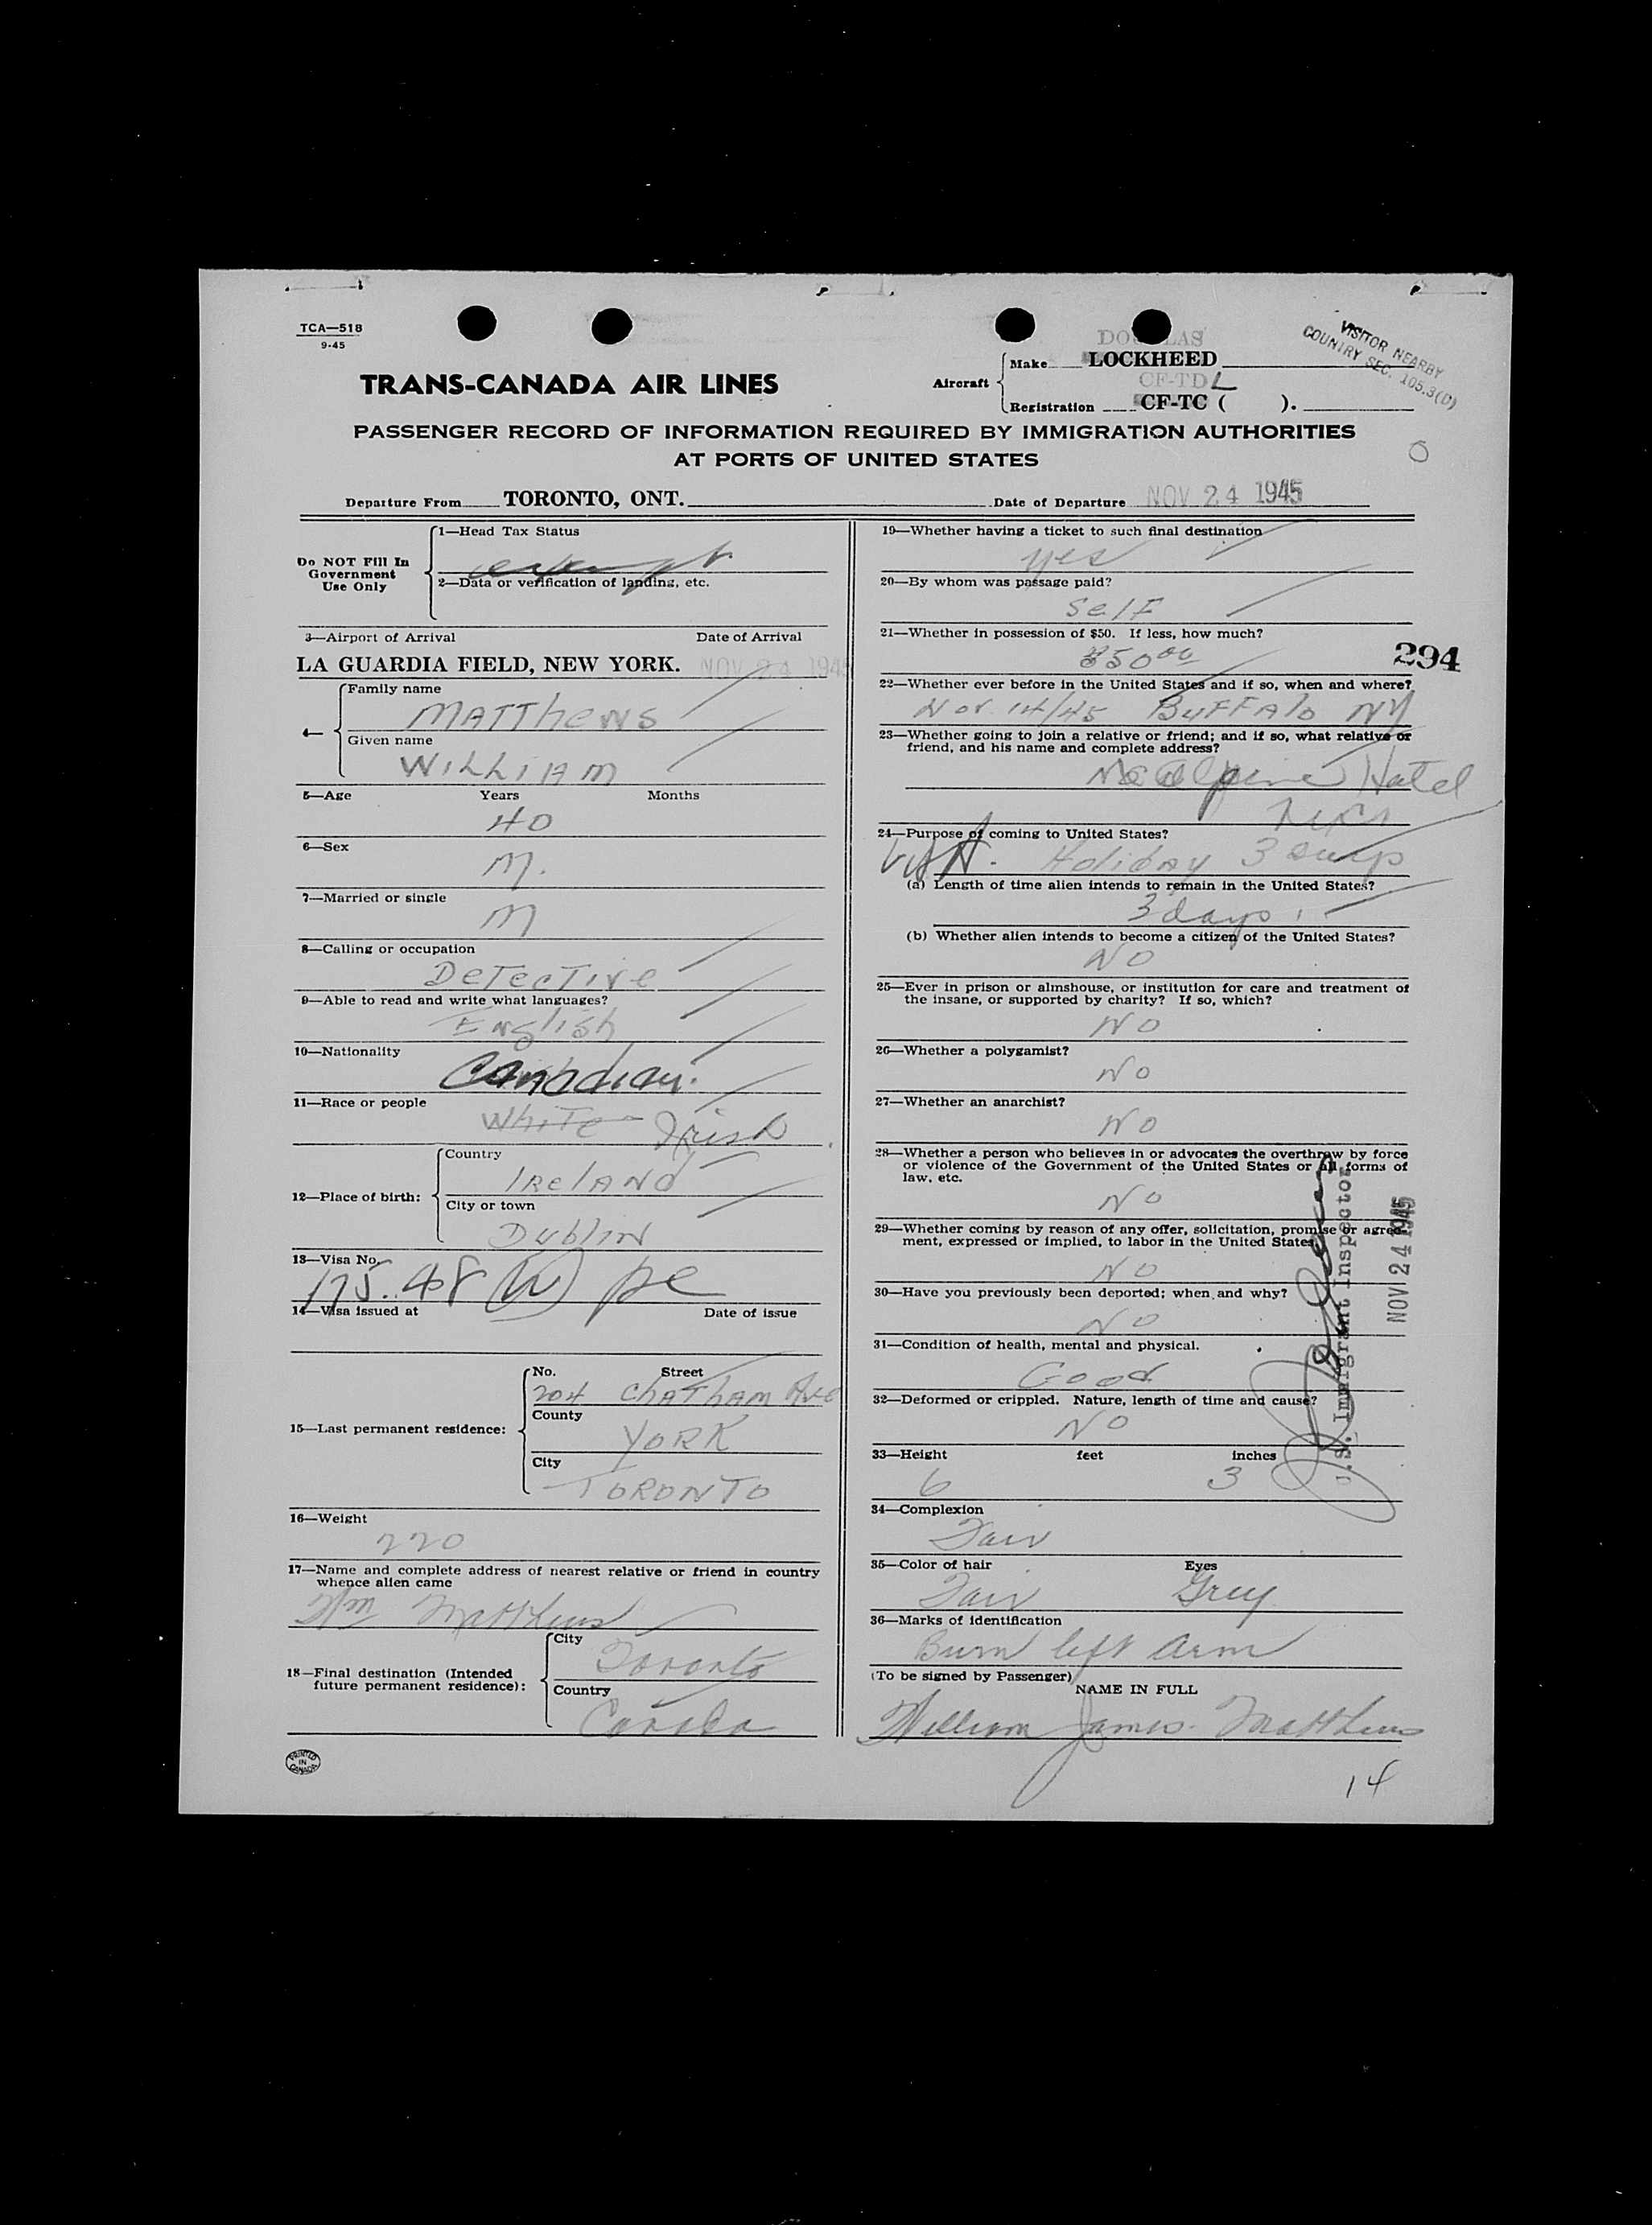 TCA—518
9-45
DOUGLAS
Make LOCKHEED
VISITOR NEARBY
COUNTRY SEC. 105.3(D)
TRANS-CANADA AIR LINES
Aircraft
CF-TDL
Registration CF-TC ( ).
PASSENGER RECORD OF INFORMATION REQUIRED BY IMMIGRATION AUTHORITIES
AT PORTS OF UNITED STATES
Departure From TORONTO, ONT. Date of Departure NOV 24 1945
Do NOT Fill In
Government
Use Only
1—Head Tax Status
exempt
2—Data or verification of landing, etc.
3—Airport of Arrival Date of Arrival
LA GUARDIA FIELD, NEW YORK. NOV 24 1945
4—
Family name
MATThewS
Given name
WILLIAM
5—Age Years Months
40
6—Sex
M.
7—Married or single
M
8—Calling or occupation
DeTecTive
9—Able to read and write what languages?
English
10—Nationality
Canadian.
11—Race or people
White Irish
12—Place of birth:
Country
IRelANd
City or town
Dublin
13—Visa No.
175.48 (W) pc
14—Visa issued at Date of issue
15—Last permanent residence:
No. Street
204 ChAThAM Ave
County
YORK
City
TORONTO
16—Weight
220
17—Name and complete address of nearest relative or friend in country
whence alien came
Wm Matthews
18—Final destination (Intended
future permanent residence):
City
Toronto
Country
Canada
PRINTED
IN
CANADA
19—Whether having a ticket to such final destination
yes
20—By whom was passage paid?
Self
21—Whether in possession of $50. If less, how much?
$50.00
294
22—Whether ever before in the United States and if so, when and where?
Nov. 14/45 BuFFAlo NY
23—Whether going to join a relative or friend; and if so, what relative or
friend, and his name and complete address?
McAlpine Hotel
24—Purpose of coming to United States?
Visit. Holiday 3 days
(a) Length of time alien intends to remain in the United States?
3 days
(b) Whether alien intends to become a citizen of the United States?
NO
25—Ever in prison or almshouse, or institution for care and treatment of
the insane, or supported by charity? If so, which?
NO
26—Whether a polygamist?
NO
27—Whether an anarchist?
NO
28—Whether a person who believes in or advocates the overthrow by force
or violence of the Government of the United States or all forms of
law, etc.
NO
29—Whether coming by reason of any offer, solicitation, promise or agree-
ment, expressed or implied, to labor in the United States
NO
30—Have you previously been deported; when and why?
NO
31—Condition of health, mental and physical.
Good
32—Deformed or crippled. Nature, length of time and cause?
NO
33—Height feet inches
6 3
34—Complexion
Fair
35—Color of hair Eyes
Fair Grey
36—Marks of identification
Burn left arm
(To be signed by Passenger)
NAME IN FULL
William James Matthews
U.S. Immigrant Inspector
NOV 24 1945
14